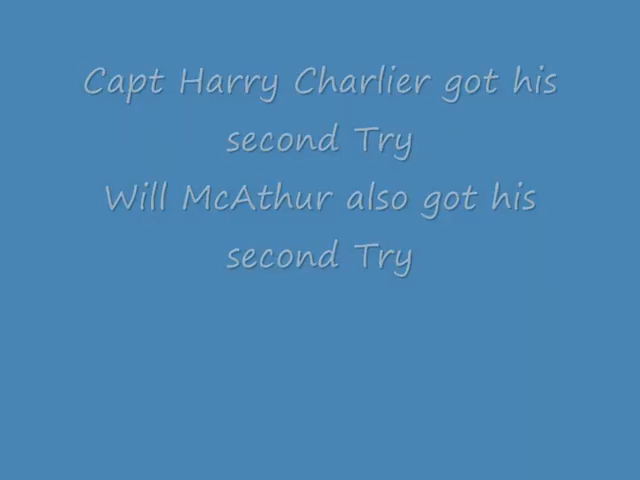 Capt Harry Charlier got his
second Try
Will McAthur also got his
second Try